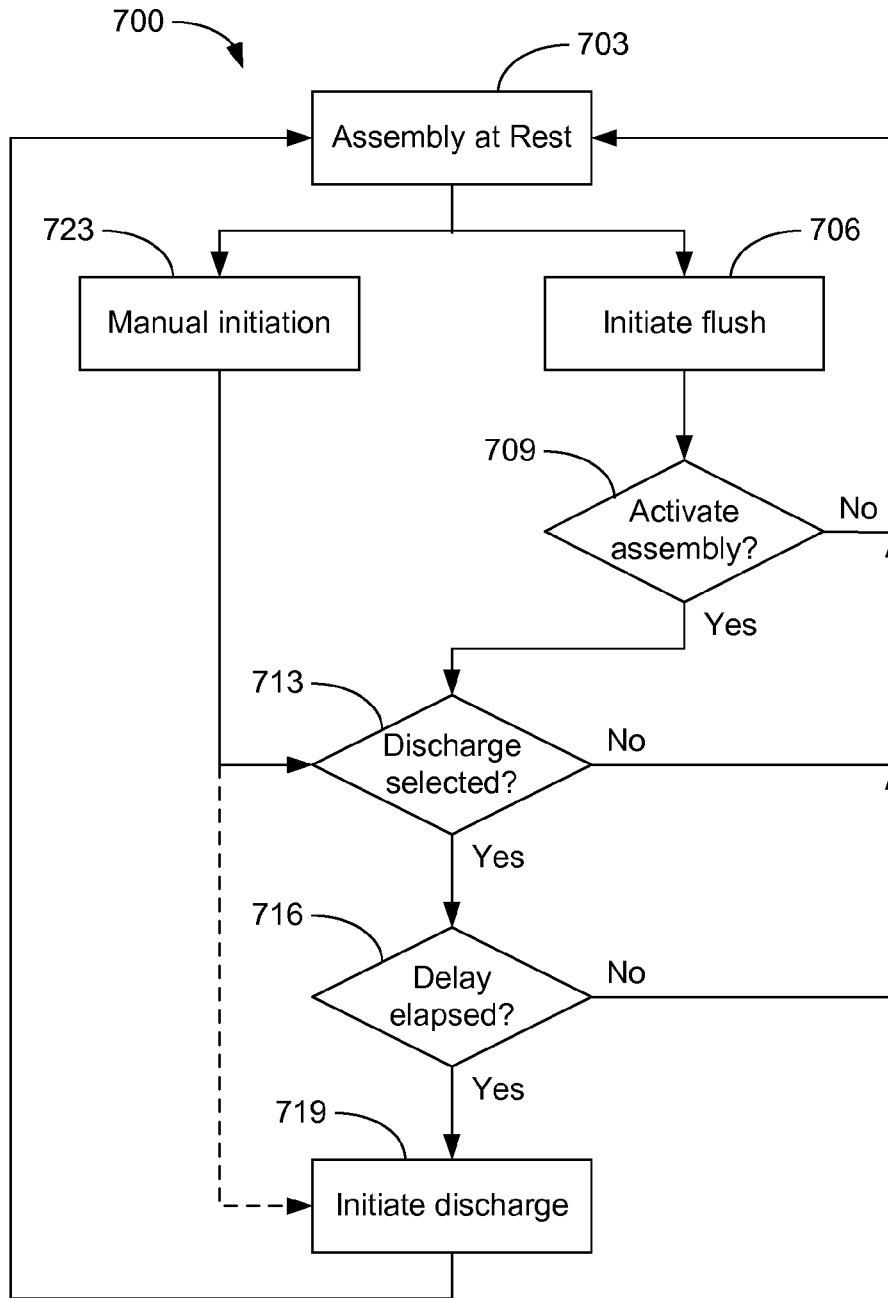 700
703
Assembly at Rest
723
706
Manual initiation
Initiate flush
709
Activate
assembly?
No
Yes
713
Discharge
selected?
No
Yes
716
Delay
elapsed?
No
Yes
719
Initiate discharge